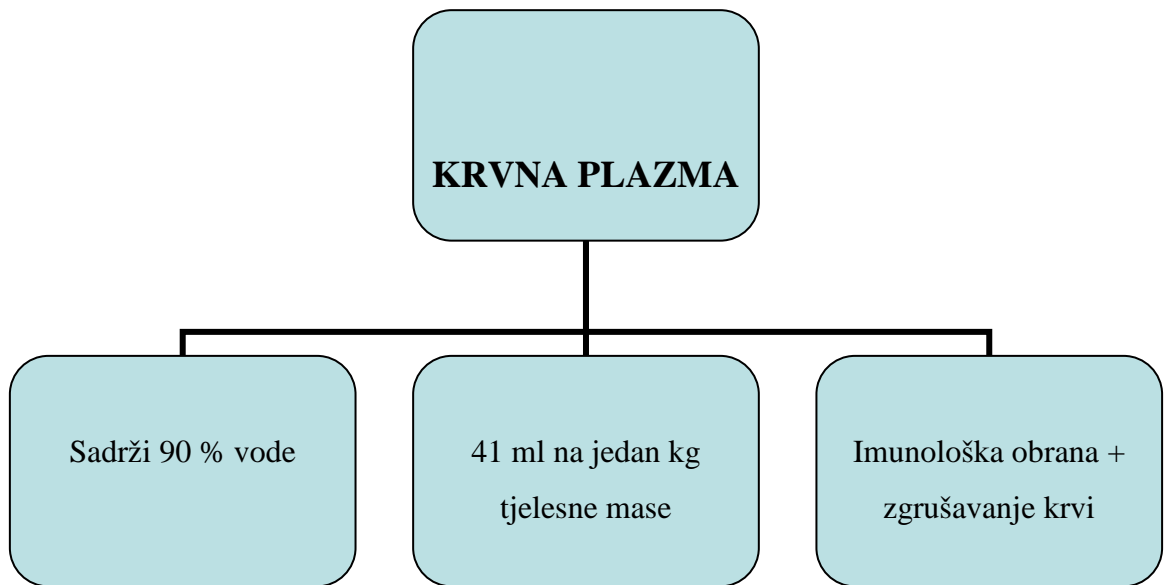 KRVNA PLAZMA
Sadrži 90 % vode
41 ml na jedan kg
tjelesne mase
Imunološka obrana +
zgrušavanje krvi